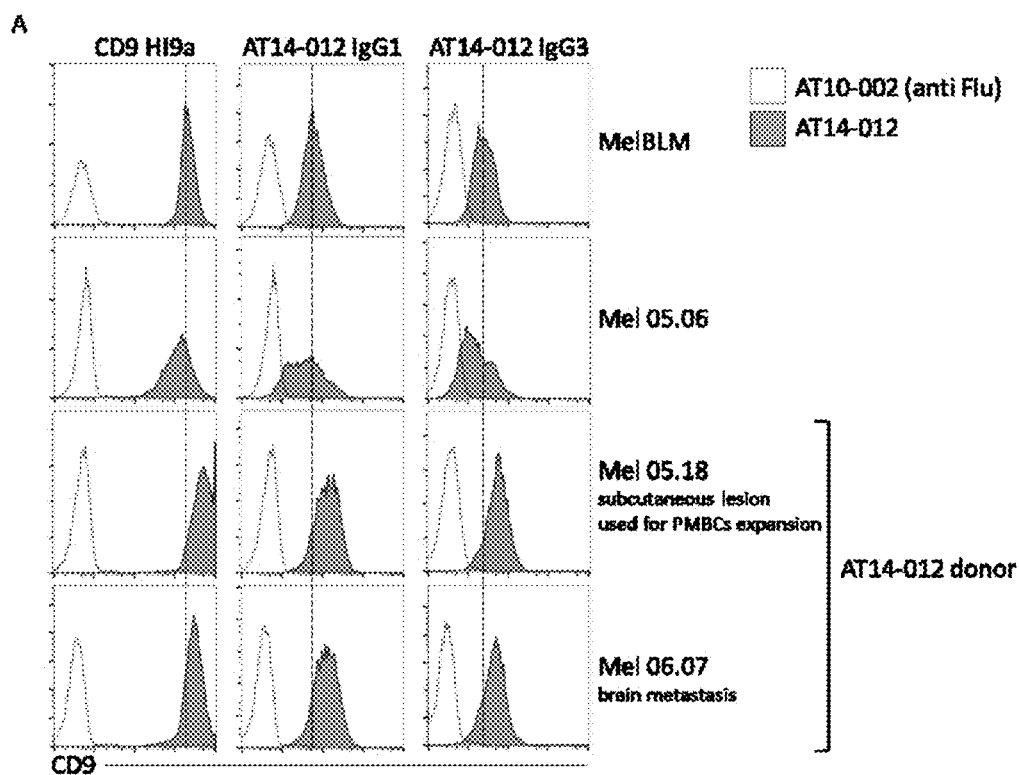 A
CD9 HI9a
AT14-012 IgG1
AT14-012 IgG3
AT10-002 (anti Flu)
AT14-012
MelBLM
Mel 05.06
Mel 05.18
subcutaneous lesion
used for PMBCs expansion
AT14-012 donor
Mel 06.07
brain metastasis
CD9